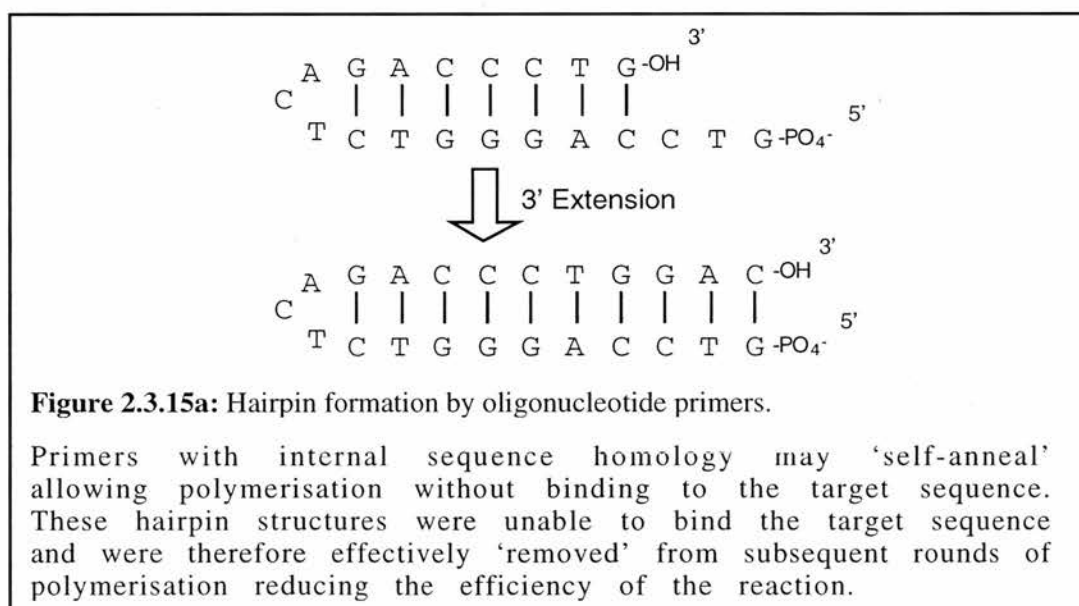 3’
A G A C C C T G-OH
C
T C T G G G A C C T G-PO₄-
5’
3’ Extension
3’
A G A C C C T G G A C-OH
C
5’
T C T G G G A C C T G-PO₄-
Figure 2.3.15a: Hairpin formation by oligonucleotide primers.
Primers with internal sequence homology may ‘self-anneal’
allowing polymerisation without binding to the target sequence.
These hairpin structures were unable to bind the target sequence
and were therefore effectively ‘removed’ from subsequent rounds of
polymerisation reducing the efficiency of the reaction.